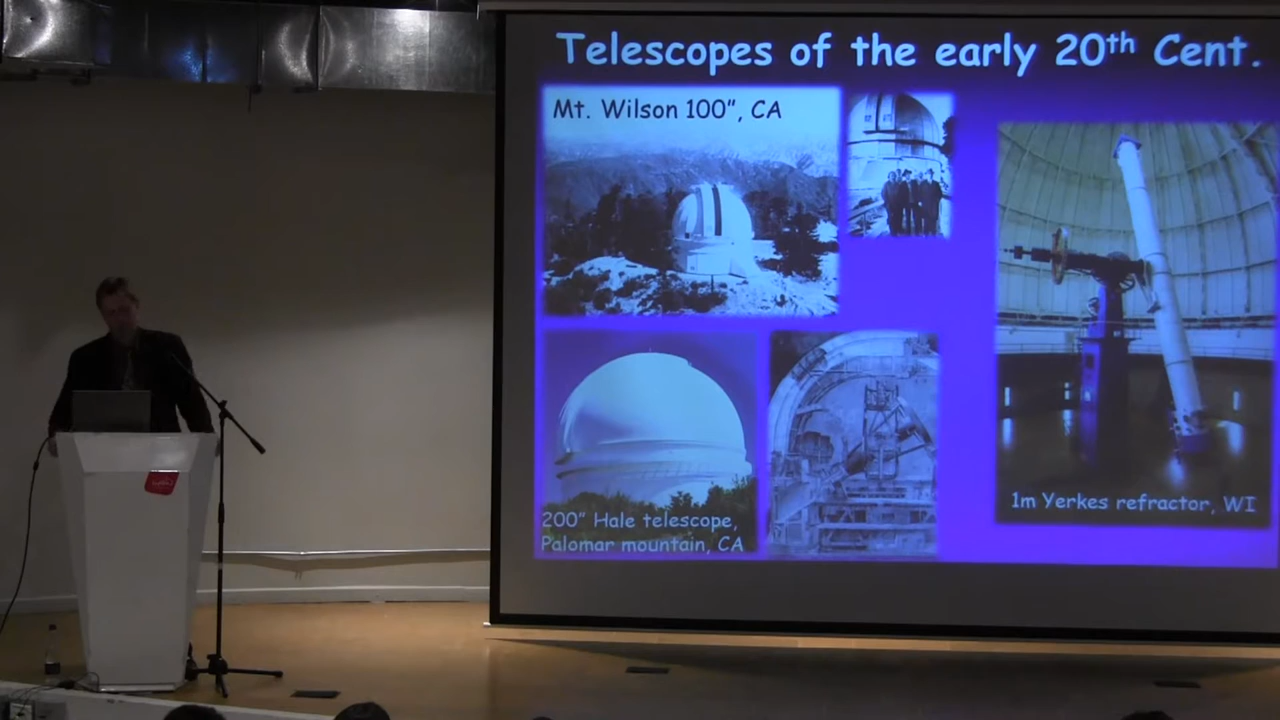 Telescopes of the early 20th Cent.
Mt. Wilson 100", CA
200" Hale telescope,
Palomar mountain, CA
1m Yerkes refractor, WI